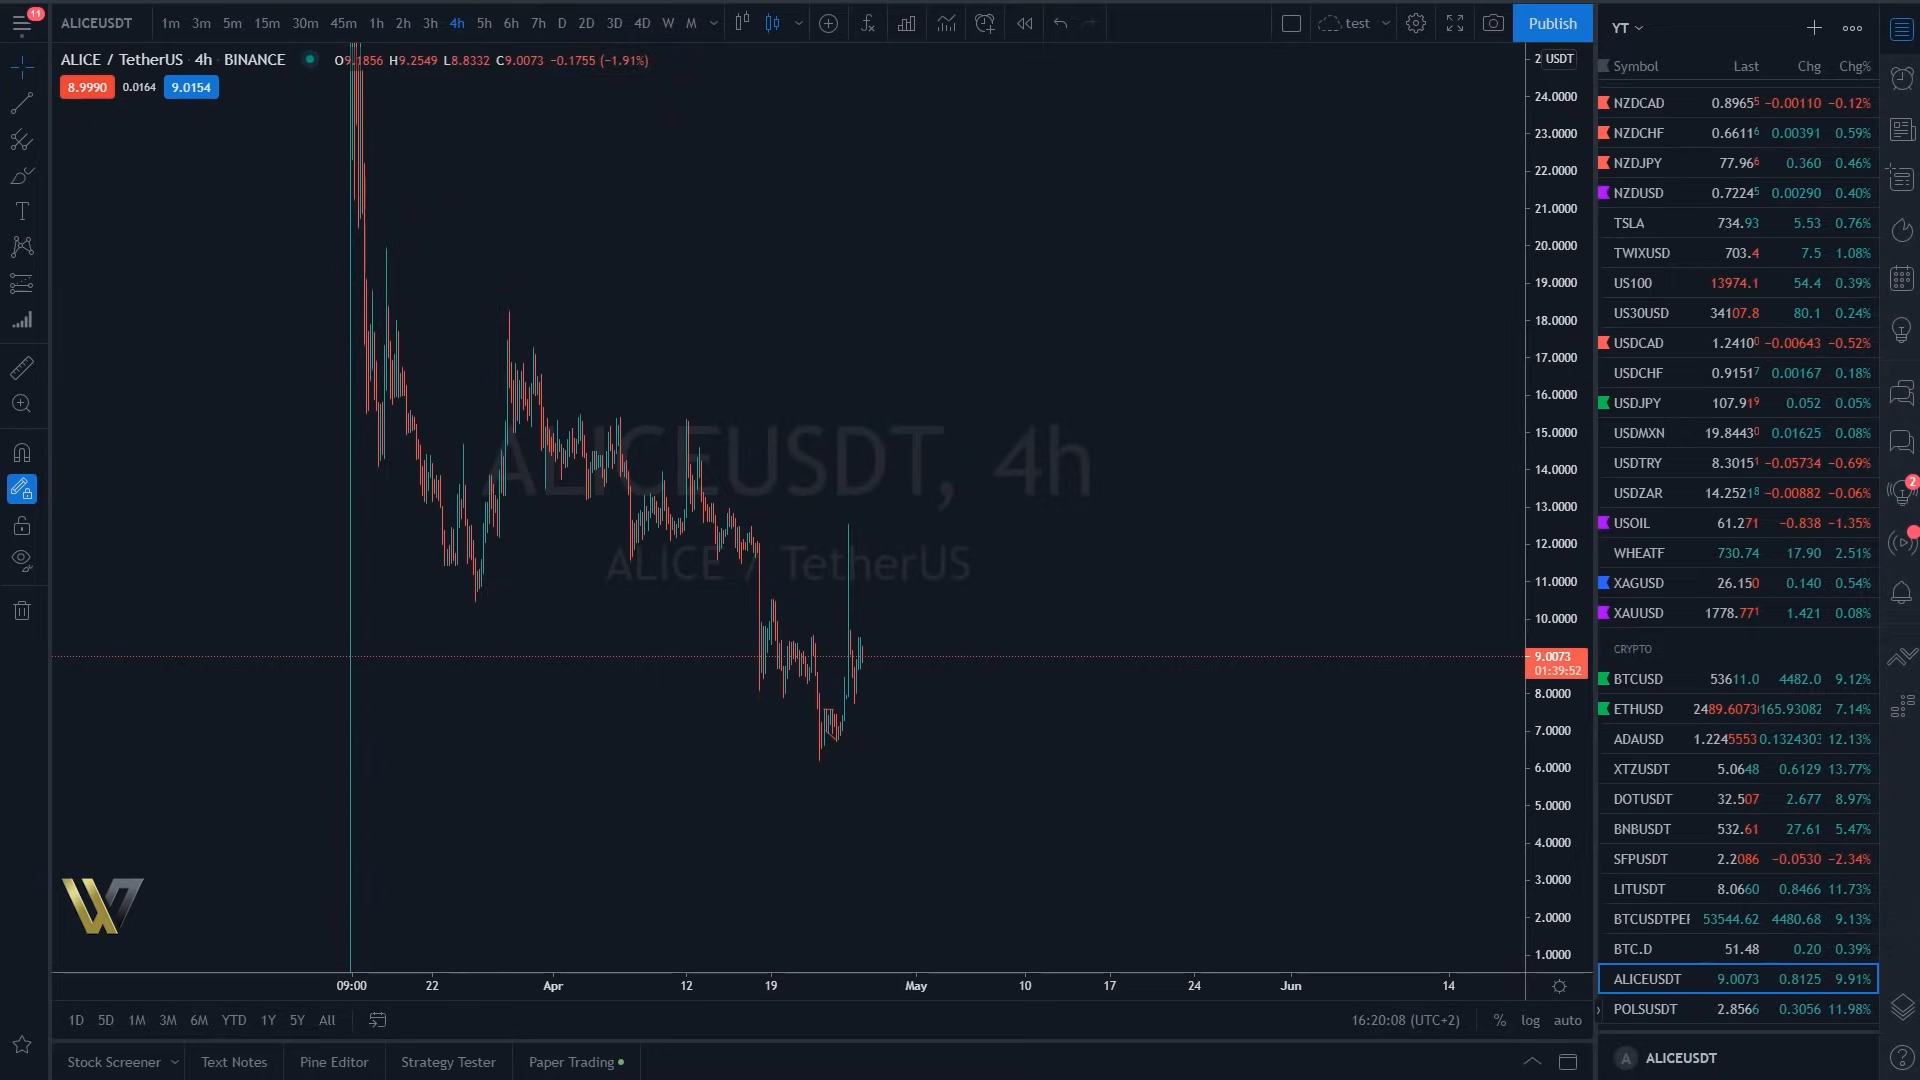 11
ALICEUSDT 1m 3m 5m 15m 30m 45m 1h 2h 3h 4h 5h 6h 7h D 2D 3D 4D W M test Publish YT
ALICE / TetherUS 4h BINANCE O9.1856 H9.2549 L8.8332 C9.0073 -0.1755 (-1.91%)
8.9990 0.0164 9.0154
USDT
24.0000
23.0000
22.0000
21.0000
20.0000
19.0000
18.0000
17.0000
16.0000
15.0000
14.0000
13.0000
12.0000
11.0000
10.0000
9.0073
01:39:52
8.0000
7.0000
6.0000
5.0000
4.0000
3.0000
2.0000
1.0000
ALICEUSDT, 4h
ALICE / TetherUS
09:00 22 Apr 12 19 May 10 17 24 Jun 14
1D 5D 1M 3M 6M YTD 1Y 5Y All 16:20:08 (UTC+2) % log auto
Stock Screener Text Notes Pine Editor Strategy Tester Paper Trading
Symbol Last Chg Chg%
NZDCAD 0.89655 -0.00110 -0.12%
NZDCHF 0.66116 0.00391 0.59%
NZDJPY 77.966 0.360 0.46%
NZDUSD 0.72245 0.00290 0.40%
TSLA 734.93 5.53 0.76%
TWIXUSD 703.4 7.5 1.08%
US100 13974.1 54.4 0.39%
US30USD 34107.8 80.1 0.24%
USDCAD 1.24100 -0.00643 -0.52%
USDCHF 0.91517 0.00167 0.18%
USDJPY 107.919 0.052 0.05%
USDMXN 19.84430 0.01625 0.08%
USDTRY 8.30151 -0.05734 -0.69%
USDZAR 14.25218 -0.00882 -0.06%
USOIL 61.271 -0.838 -1.35%
WHEATF 730.74 17.90 2.51%
XAGUSD 26.150 0.140 0.54%
XAUUSD 1778.771 1.421 0.08%
CRYPTO
BTCUSD 53611.0 4482.0 9.12%
ETHUSD 2489.6073 165.93082 7.14%
ADAUSD 1.2245553 0.1324303 12.13%
XTZUSDT 5.0648 0.6129 13.77%
DOTUSDT 32.507 2.677 8.97%
BNBUSDT 532.61 27.61 5.47%
SFPUSDT 2.2086 -0.0530 -2.34%
LITUSDT 8.0660 0.8466 11.73%
BTCUSDTPER 53544.62 4480.68 9.13%
BTC.D 51.48 0.20 0.39%
ALICEUSDT 9.0073 0.8125 9.91%
POLSUSDT 2.8566 0.3056 11.98%
A ALICEUSDT
2